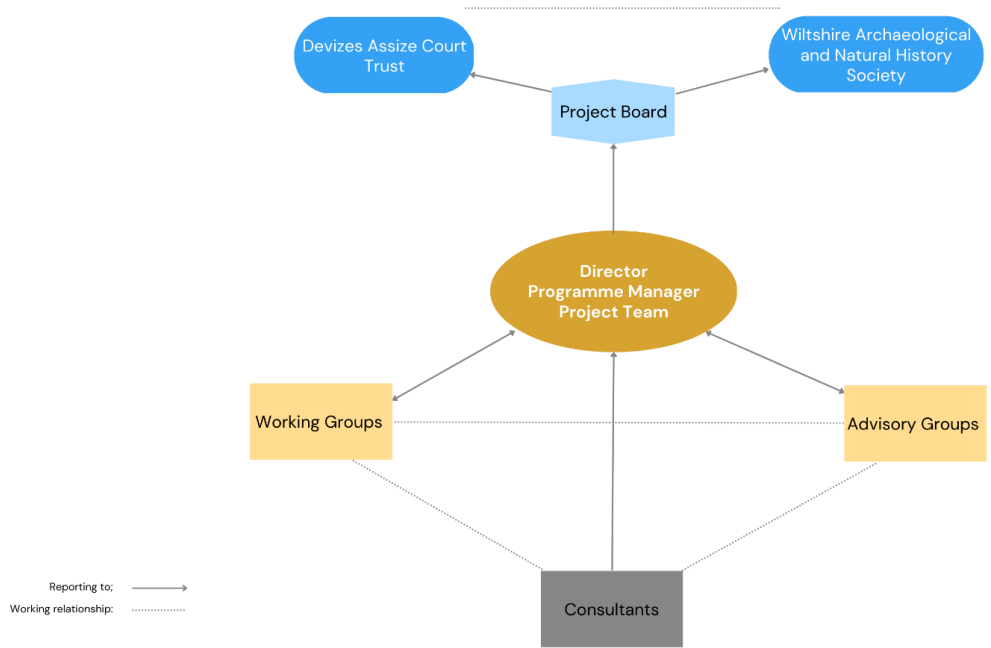 Devizes Assize Court
Trust
Wiltshire Archaeological
and Natural History
Society
Project Board
Director
Programme Manager
Project Team
Working Groups
Advisory Groups
Consultants
Reporting to;
Working relationship: